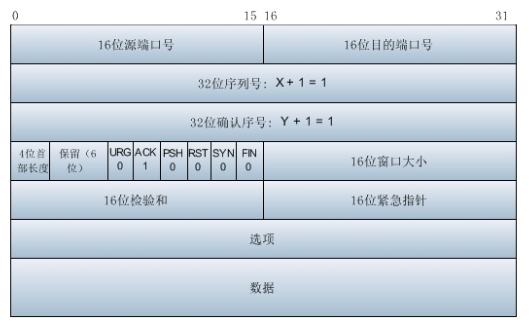 0 15 16 31
16位源端口号 16位目的端口号
32位序列号: X + 1 = 1
32位确认序号: Y + 1 = 1
4位首部长度 保留（6位） URG 0 ACK 1 PSH 0 RST 0 SYN 0 FIN 0 16位窗口大小
16位检验和 16位紧急指针
选项
数据